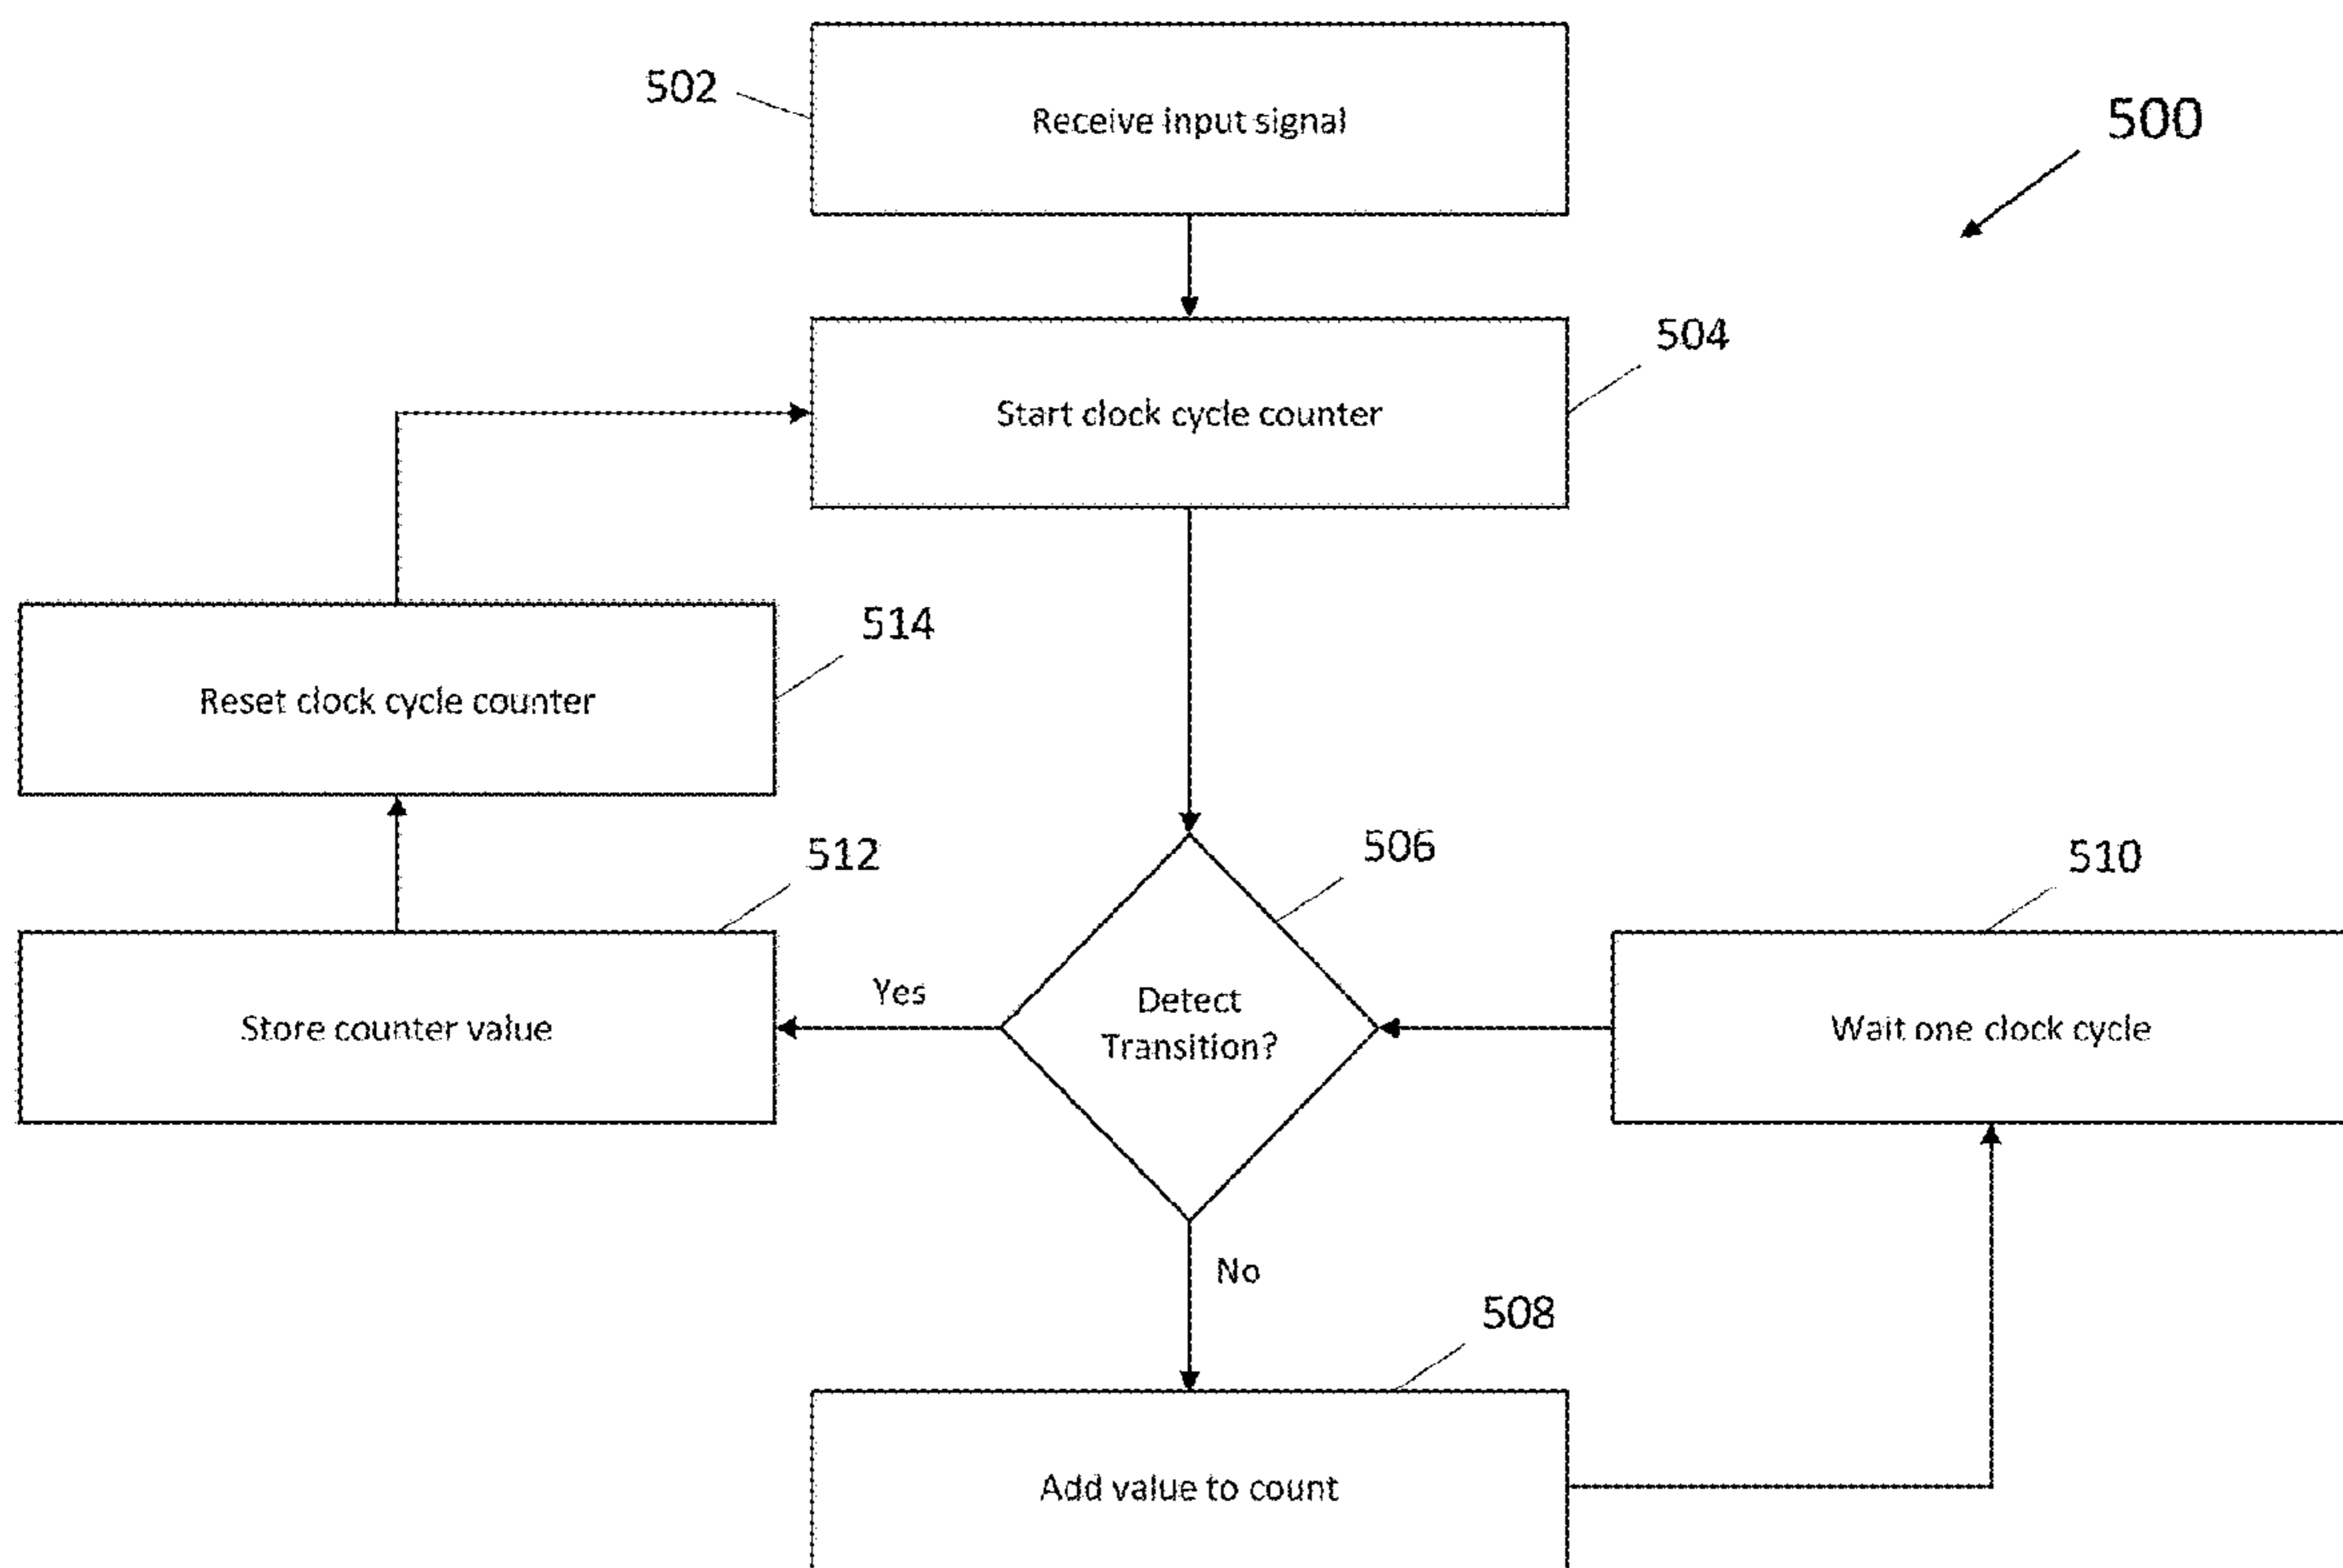 502
Receive input signal
500
504
Start clock cycle counter
514
Reset clock cycle counter
512
506
510
Yes
Store counter value
Detect
Transition?
Wait one clock cycle
No
508
Add value to count